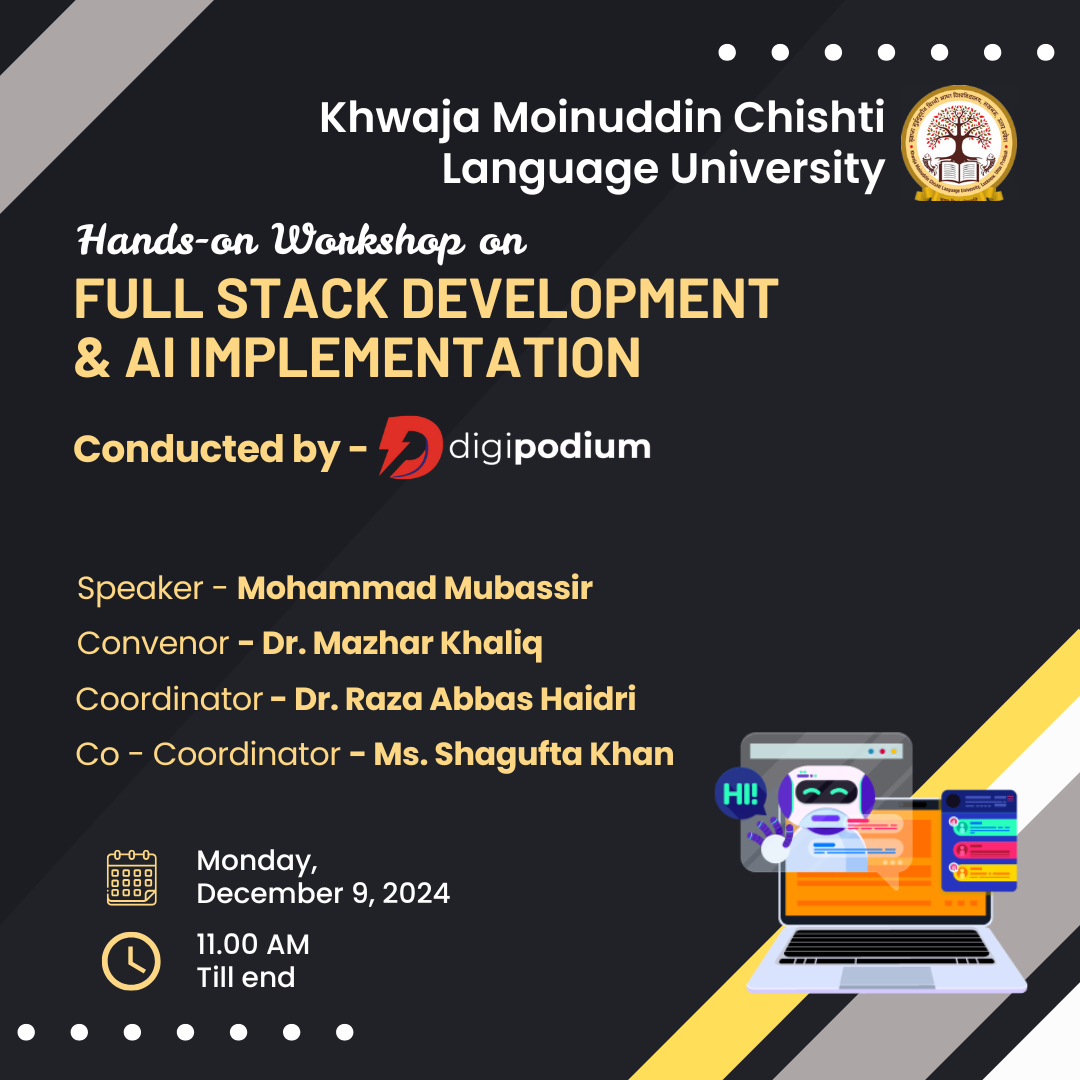 Khwaja Moinuddin Chishti
Language University
Hands-on Workshop on
FULL STACK DEVELOPMENT
& AI IMPLEMENTATION
Conducted by - digipodium
Speaker - Mohammad Mubassir
Convenor - Dr. Mazhar Khaliq
Coordinator - Dr. Raza Abbas Haidri
Co - Coordinator - Ms. Shagufta Khan
HI!
Monday,
December 9, 2024
11.00 AM
Till end